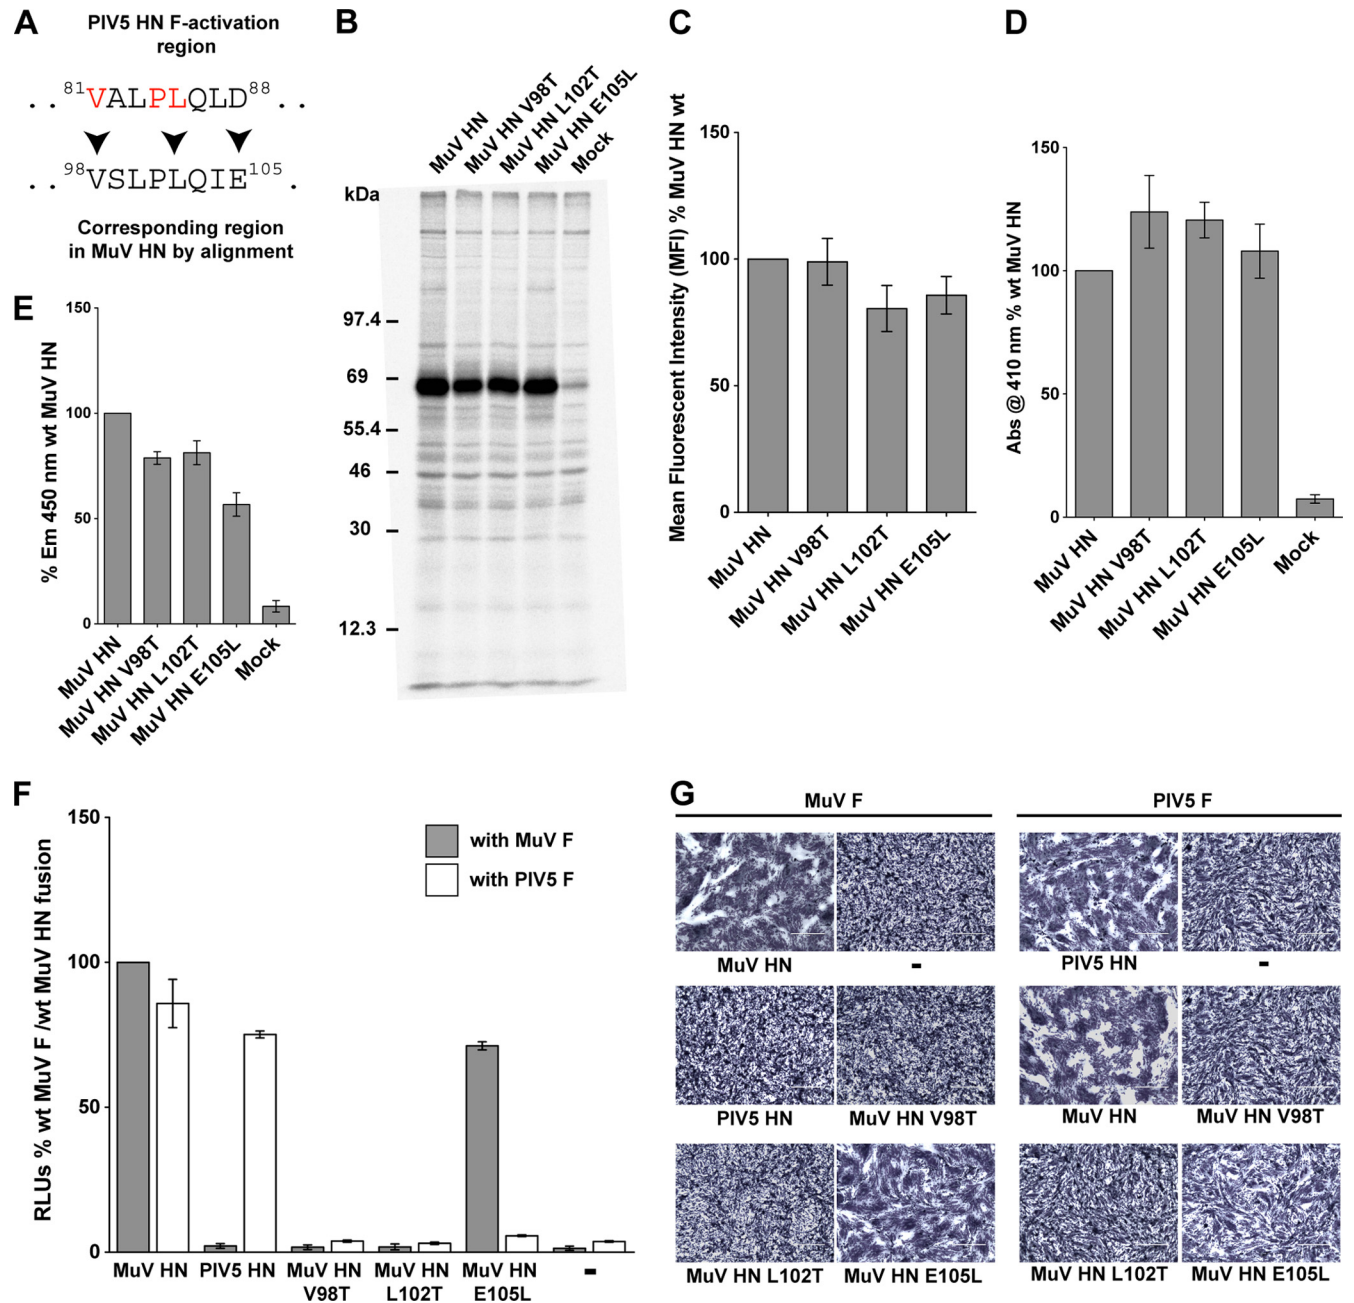 A
PIV5 HN F-activation
region
. . 81VALPLQLD88 . .
. . 98VSLPLQIE105 .
Corresponding region
in MuV HN by alignment
B
MuV HN
MuV HN V98T
MuV HN L102T
MuV HN E105L
Mock
kDa
97.4
69
55.4
46
30
12.3
C
Mean Fluorescent Intensity (MFI) % MuV HN wt
150
100
50
0
MuV HN
MuV HN V98T
MuV HN L102T
MuV HN E105L
D
Abs @ 410 nm % wt MuV HN
150
100
50
0
MuV HN
MuV HN V98T
MuV HN L102T
MuV HN E105L
Mock
E
% Em 450 nm wt MuV HN
150
100
50
0
MuV HN
MuV HN V98T
MuV HN L102T
MuV HN E105L
Mock
F
RLUs % wt MuV F /wt MuV HN fusion
150
100
50
0
with MuV F
with PIV5 F
MuV HN
PIV5 HN
MuV HN
V98T
MuV HN
L102T
MuV HN
E105L
-
G
MuV F
PIV5 F
MuV HN
-
PIV5 HN
-
PIV5 HN
MuV HN V98T
MuV HN
MuV HN V98T
MuV HN L102T
MuV HN E105L
MuV HN L102T
MuV HN E105L